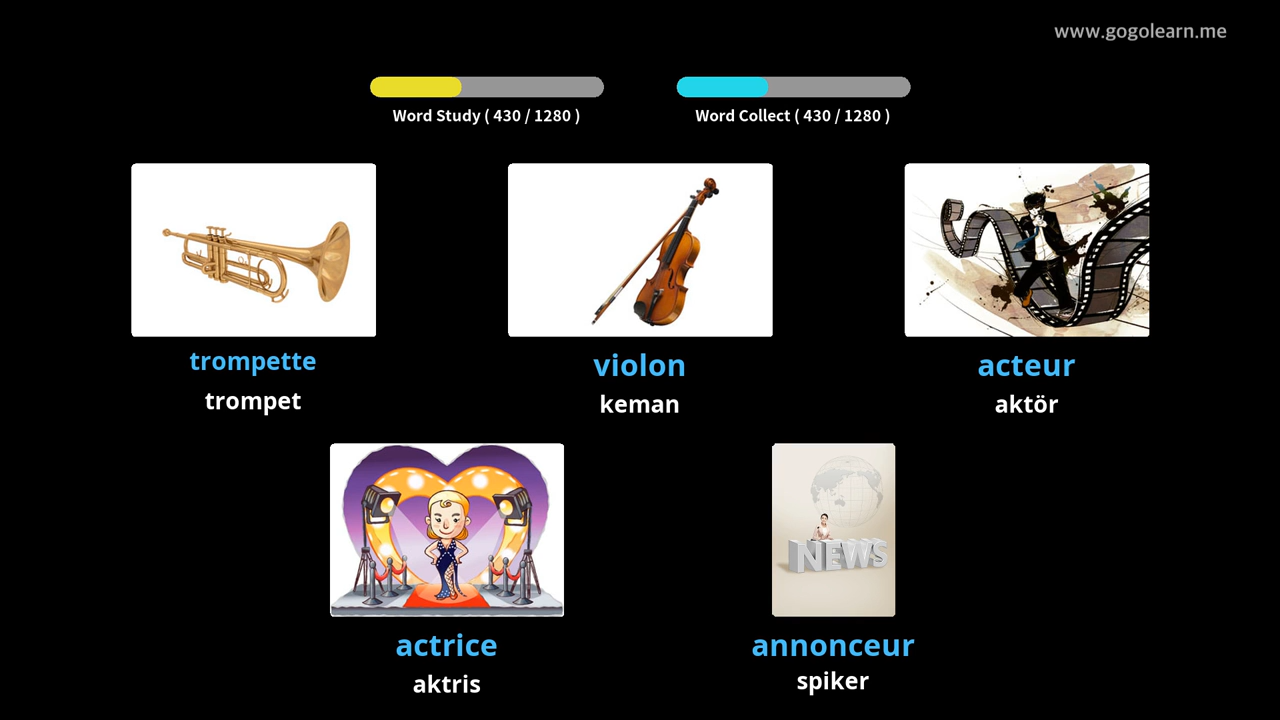 www.gogolearn.me
Word Study ( 430 / 1280 )
Word Collect ( 430 / 1280 )
trompette
trompet
violon
keman
acteur
aktör
NEWS
actrice
aktris
annonceur
spiker